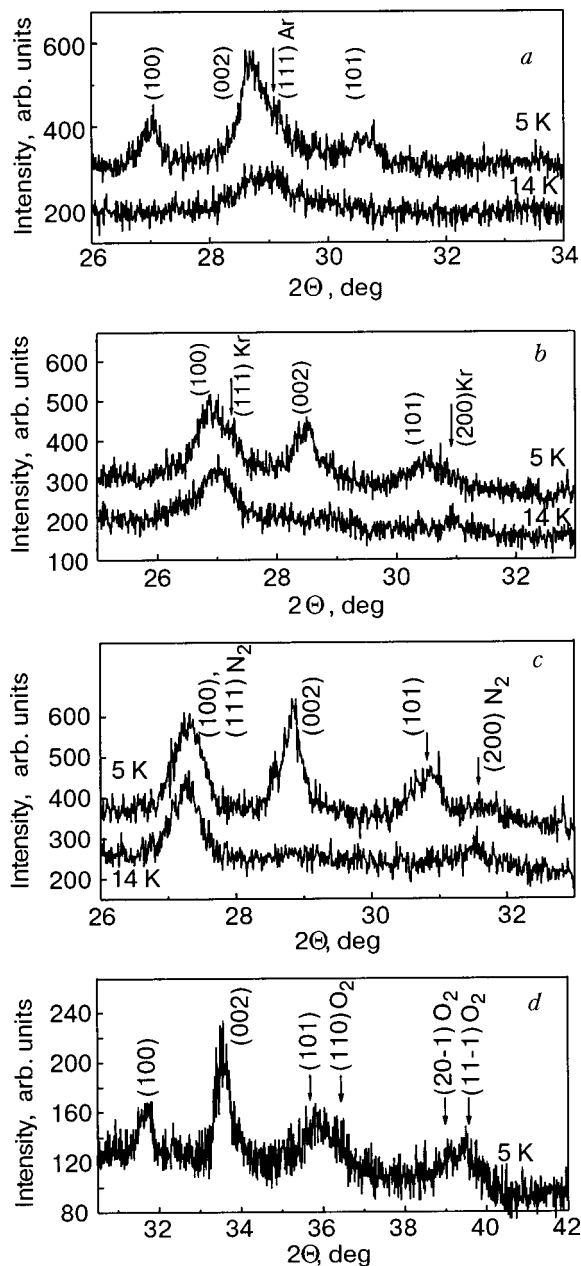 a
Intensity, arb. units
600
400
200
(100)
(002)
(111) Ar
(101)
5 K
14 K
26 28 30 32 34
2Θ, deg
b
Intensity, arb. units
600
500
400
300
200
100
(100)
(111) Kr
(002)
(101)
(200)Kr
5 K
14 K
26 28 30 32
2Θ, deg
c
Intensity, arb. units
600
500
400
300
200
(100),
(111) N2
(002)
(101)
(200) N2
5 K
14 K
26 28 30 32
2Θ, deg
d
Intensity, arb. units
240
200
160
120
80
(100)
(002)
(101)
(110)O2
(20-1) O2
(11-1) O2
5 K
32 34 36 38 40 42
2Θ, deg